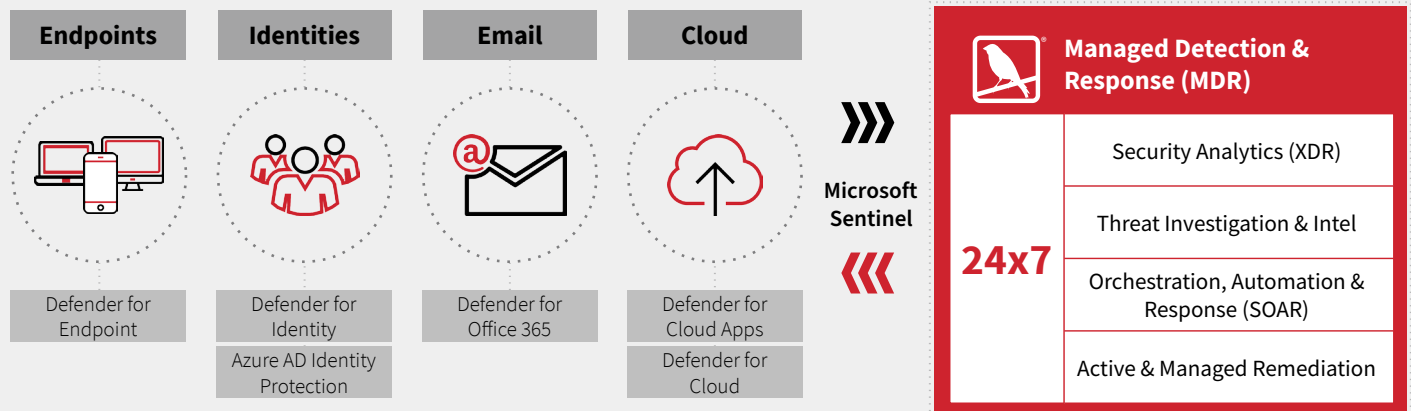 Endpoints
Identities
Email
Cloud
@
Defender for
Endpoint
Defender for
Identity
Azure AD Identity
Protection
Defender for
Office 365
Defender for
Cloud Apps
Defender for
Cloud
Microsoft
Sentinel
®
Managed Detection &
Response (MDR)
24x7
Security Analytics (XDR)
Threat Investigation & Intel
Orchestration, Automation &
Response (SOAR)
Active & Managed Remediation